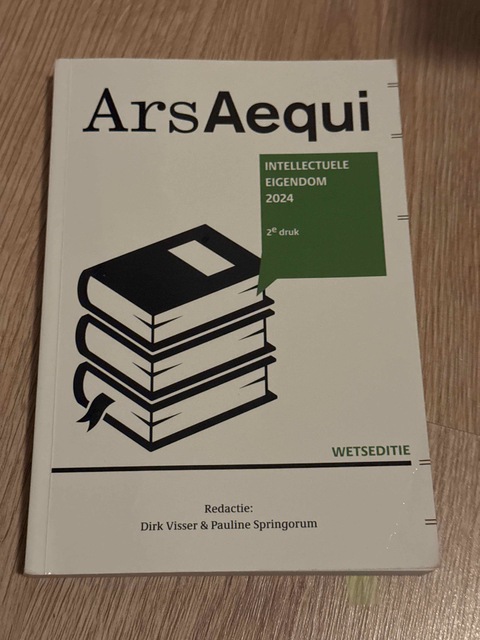 ArsAequi
INTELLECTUELE
EIGENDOM
2024
2e druk
WETSEDITIE
Redactie:
Dirk Visser & Pauline Springorum